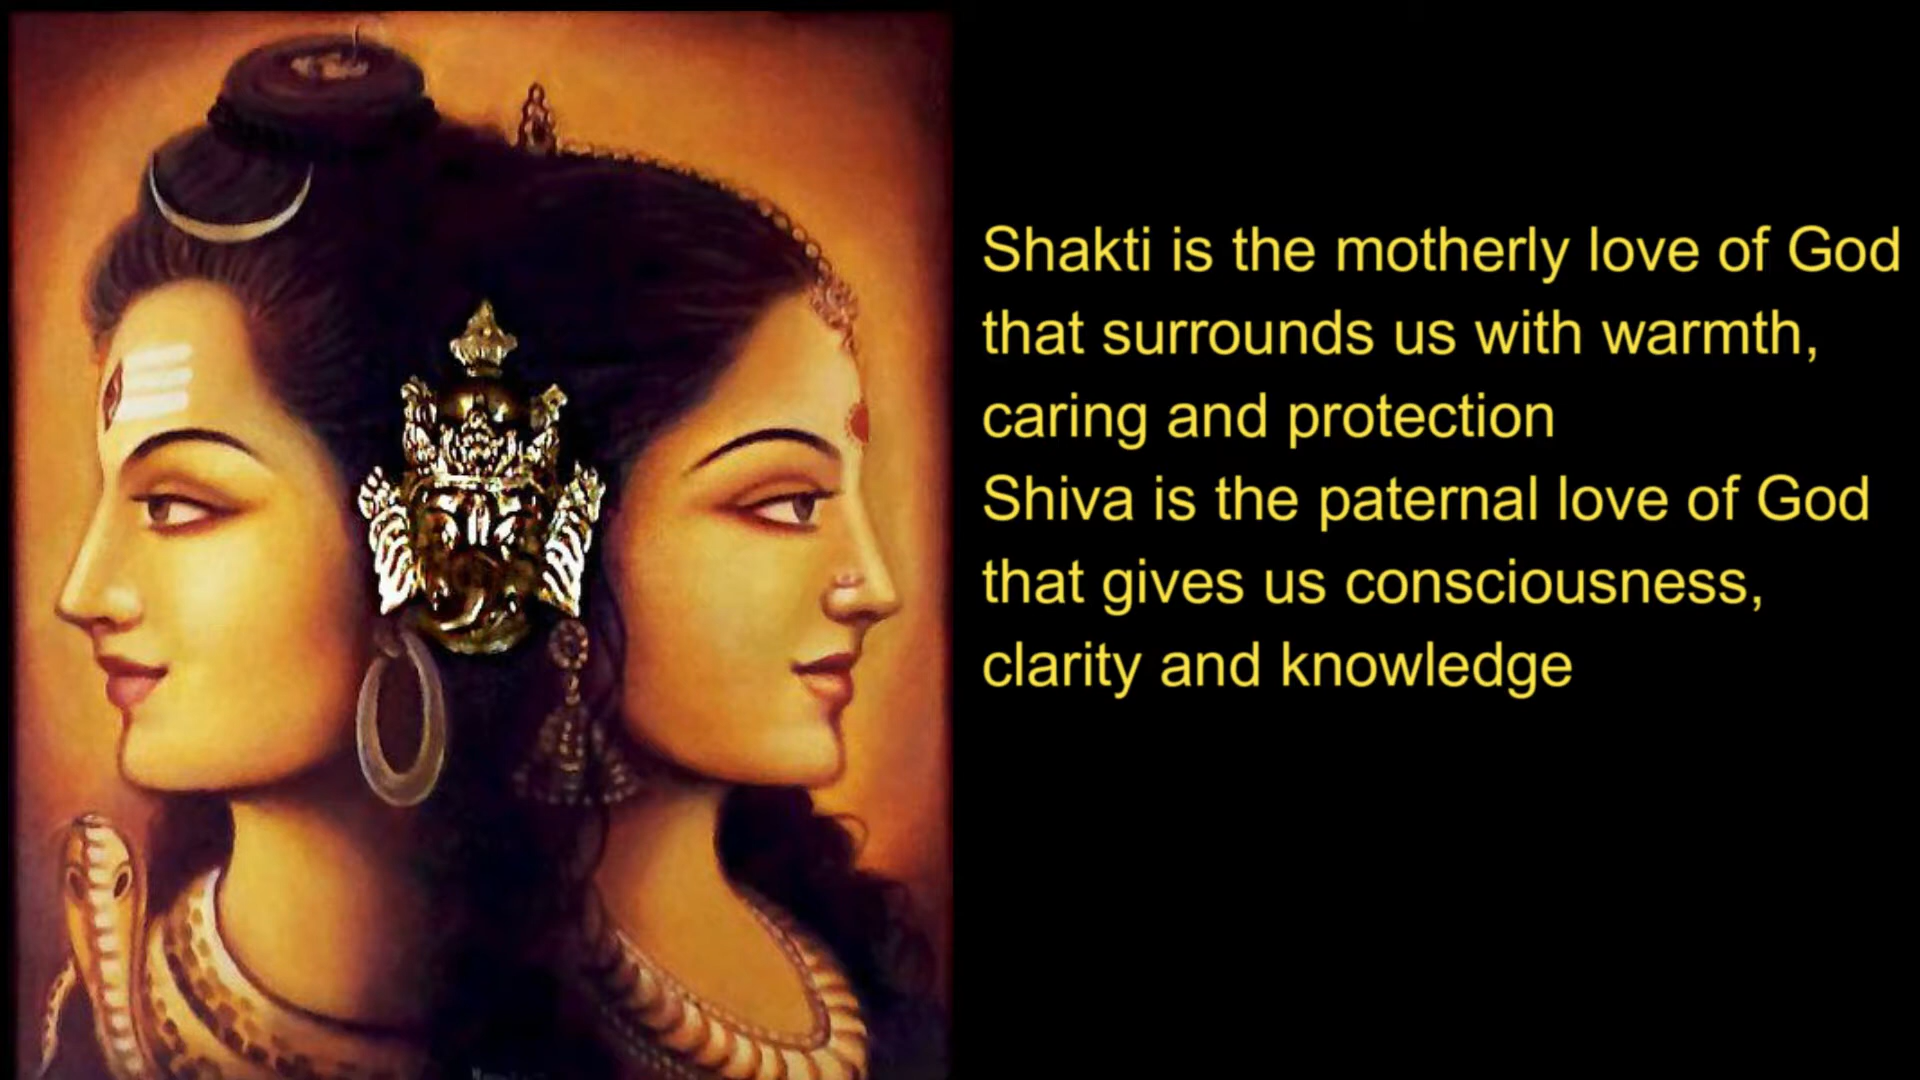 Shakti is the motherly love of God
that surrounds us with warmth,
caring and protection
Shiva is the paternal love of God
that gives us consciousness,
clarity and knowledge